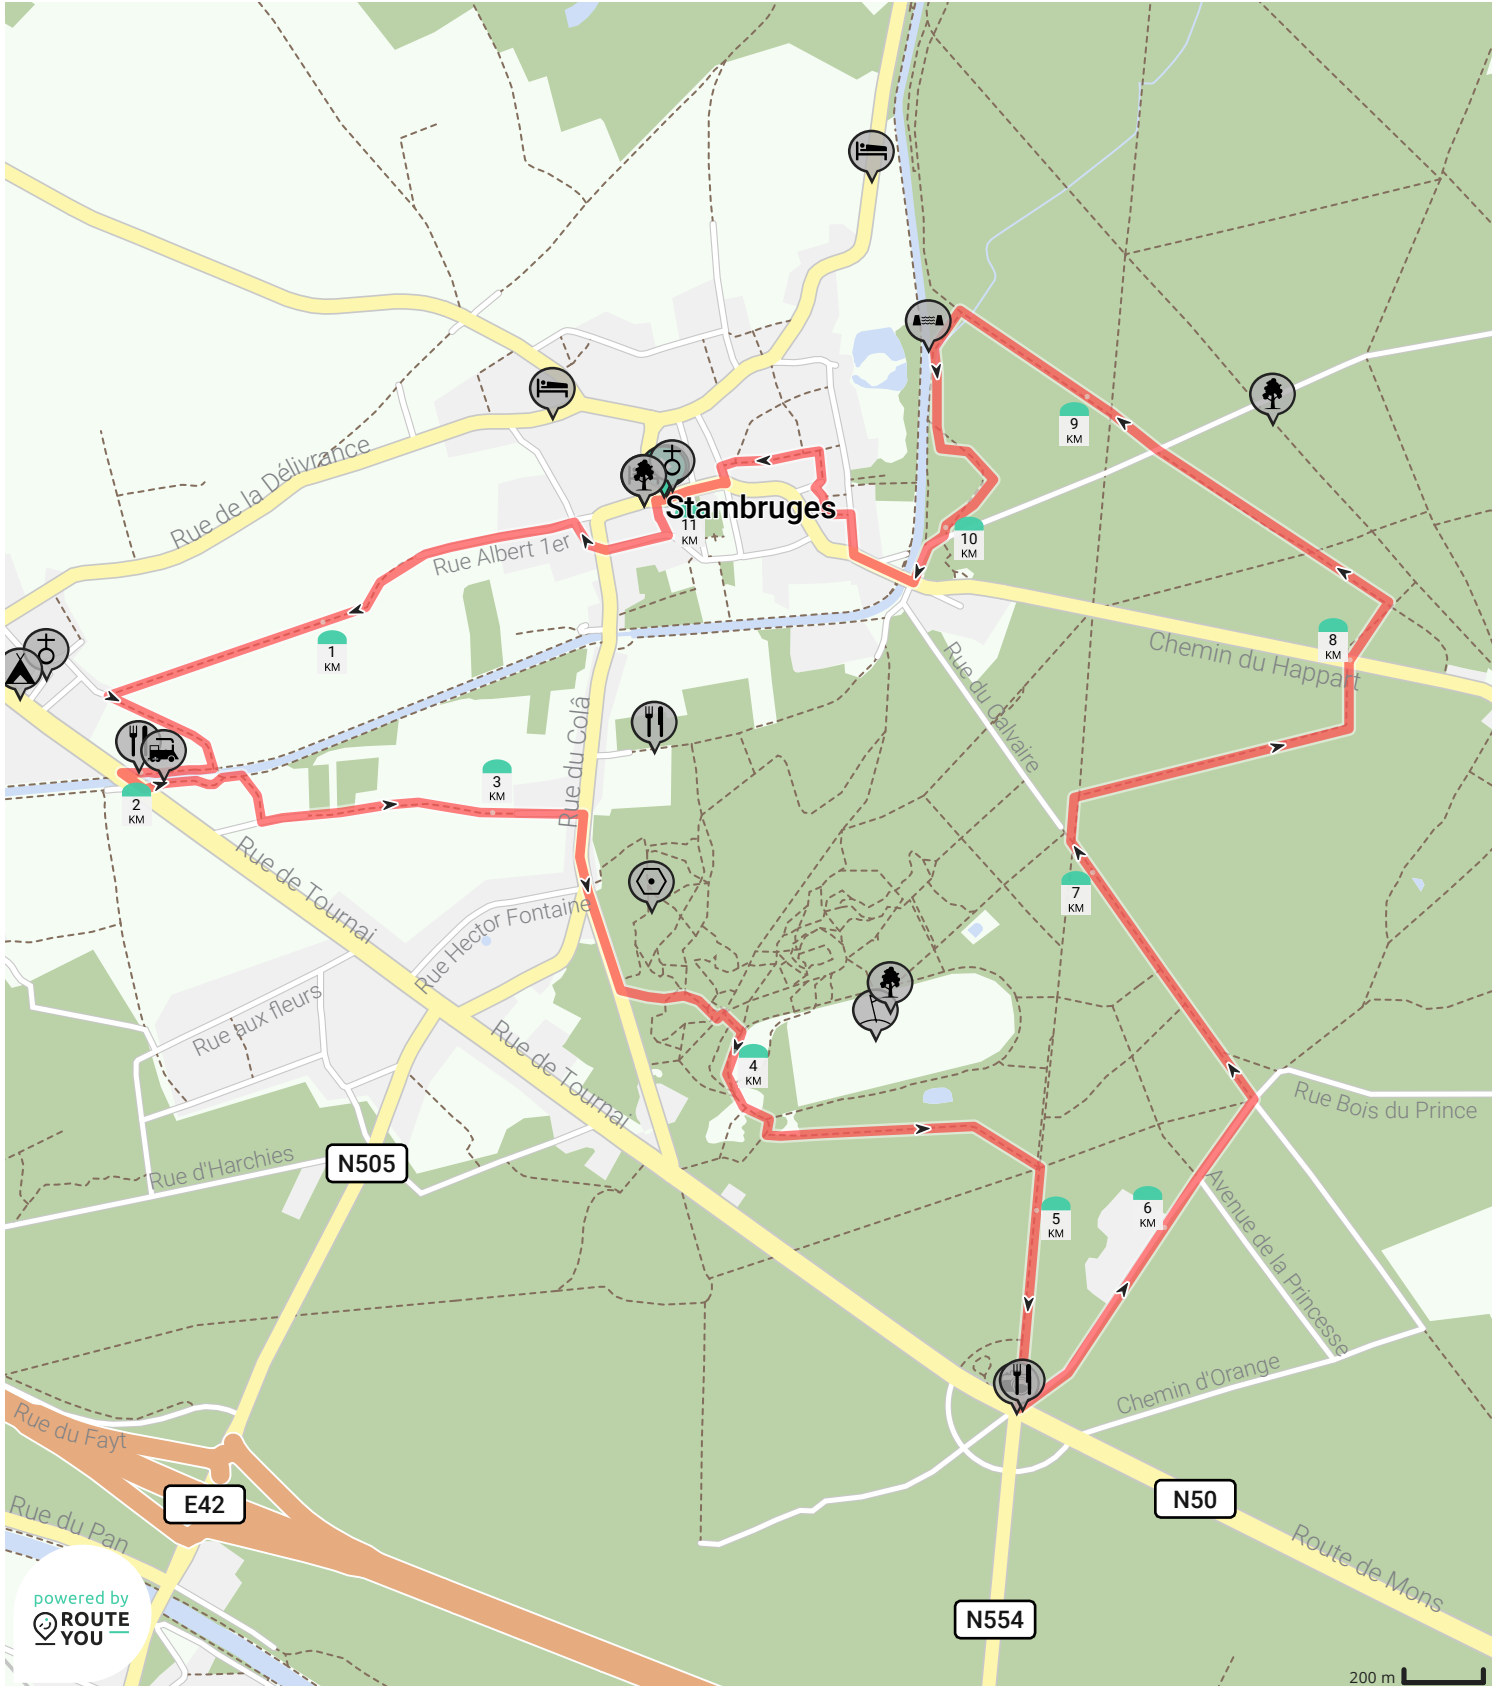 Rue de la Délivrance
Stambruges
11
KM
Rue Albert 1er
9
KM
10
KM
1
KM
8
KM
Chemin du Happart
Rue du Calvaire
Rue du Colâ
3
KM
2
KM
Rue de Tournai
Rue Hector Fontaine
7
KM
Rue aux fleurs
Rue de Tournai
4
KM
Rue Bois du Prince
N505
Rue d'Harchies
5
KM
6
KM
Avenue de la Princesse
Chemin d'Orange
Rue du Fayt
E42
N50
Rue du Pan
Route de Mons
N554
powered by
ROUTE
YOU
200 m